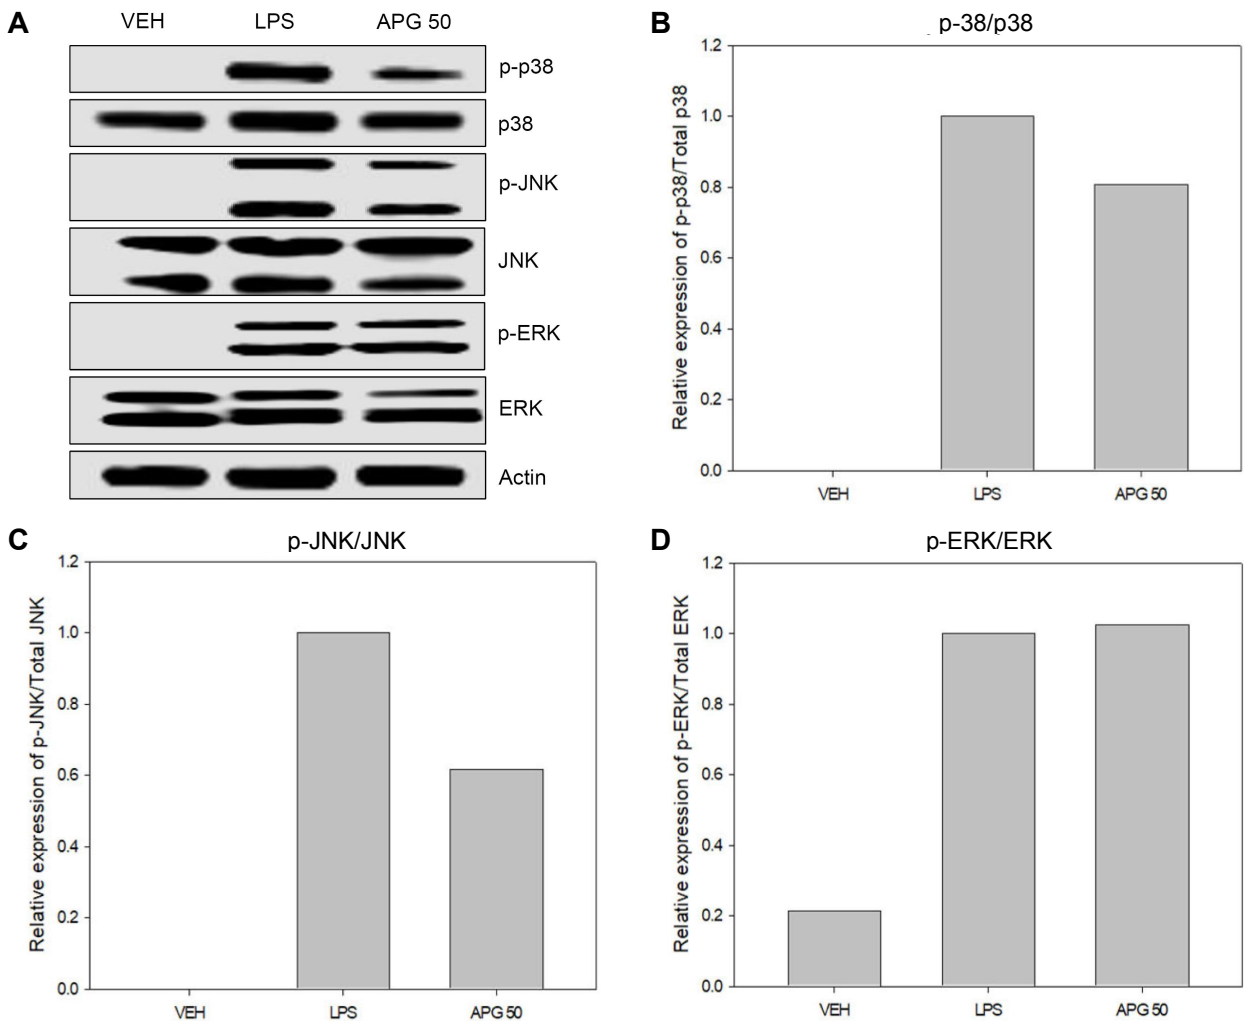 A
VEH LPS APG 50
p-p38
p38
p-JNK
JNK
p-ERK
ERK
Actin
B
p-38/p38
Relative expression of p-p38/Total p38
1.2
1.0
0.8
0.6
0.4
0.2
0.0
VEH LPS APG 50
C
p-JNK/JNK
Relative expression of p-JNK/Total JNK
1.2
1.0
0.8
0.6
0.4
0.2
0.0
VEH LPS APG 50
D
p-ERK/ERK
Relative expression of p-ERK/Total ERK
1.2
1.0
0.8
0.6
0.4
0.2
0.0
VEH LPS APG 50